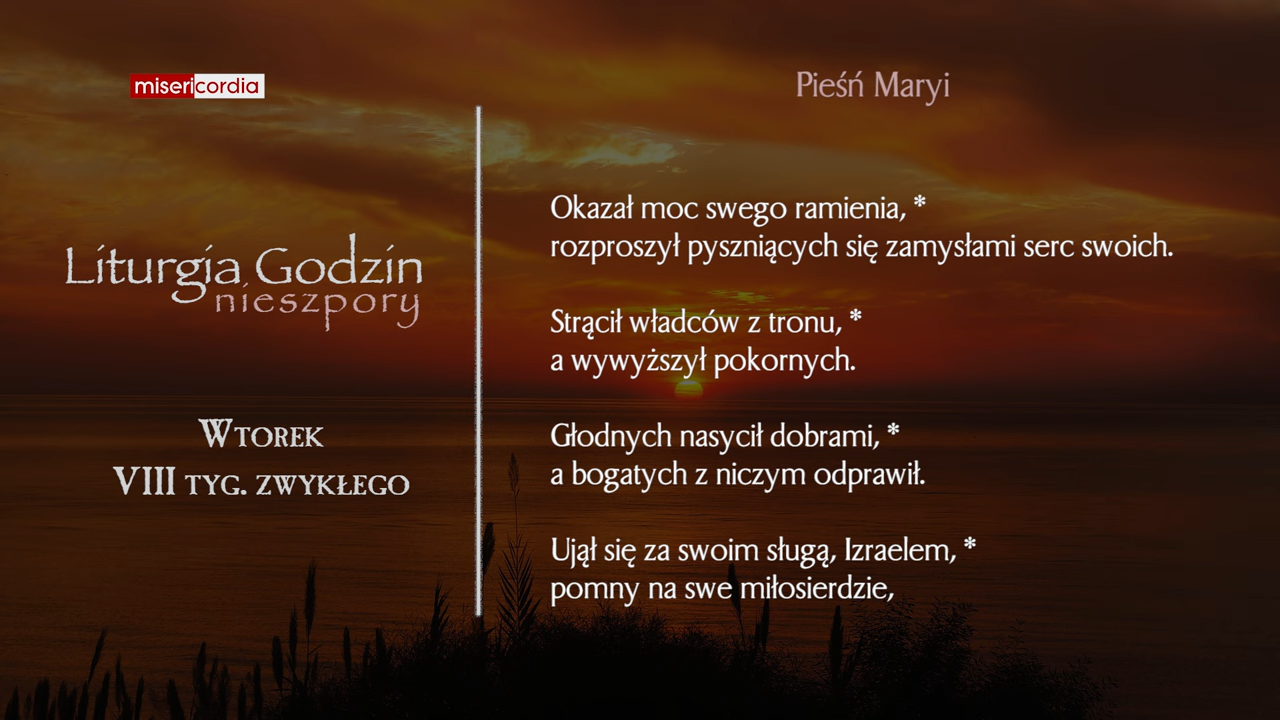 misericordia
Liturgia Godzin
nieszpory
Wtorek
VIII tyg. zwykłego
Pieśń Maryi
Okazał moc swego ramienia, *
rozproszył pyszniących się zamysłami serc swoich.
Strącił władców z tronu, *
a wywyższył pokornych.
Głodnych nasycił dobrami, *
a bogatych z niczym odprawił.
Ujął się za swoim sługą, Izraelem, *
pomny na swe miłosierdzie,